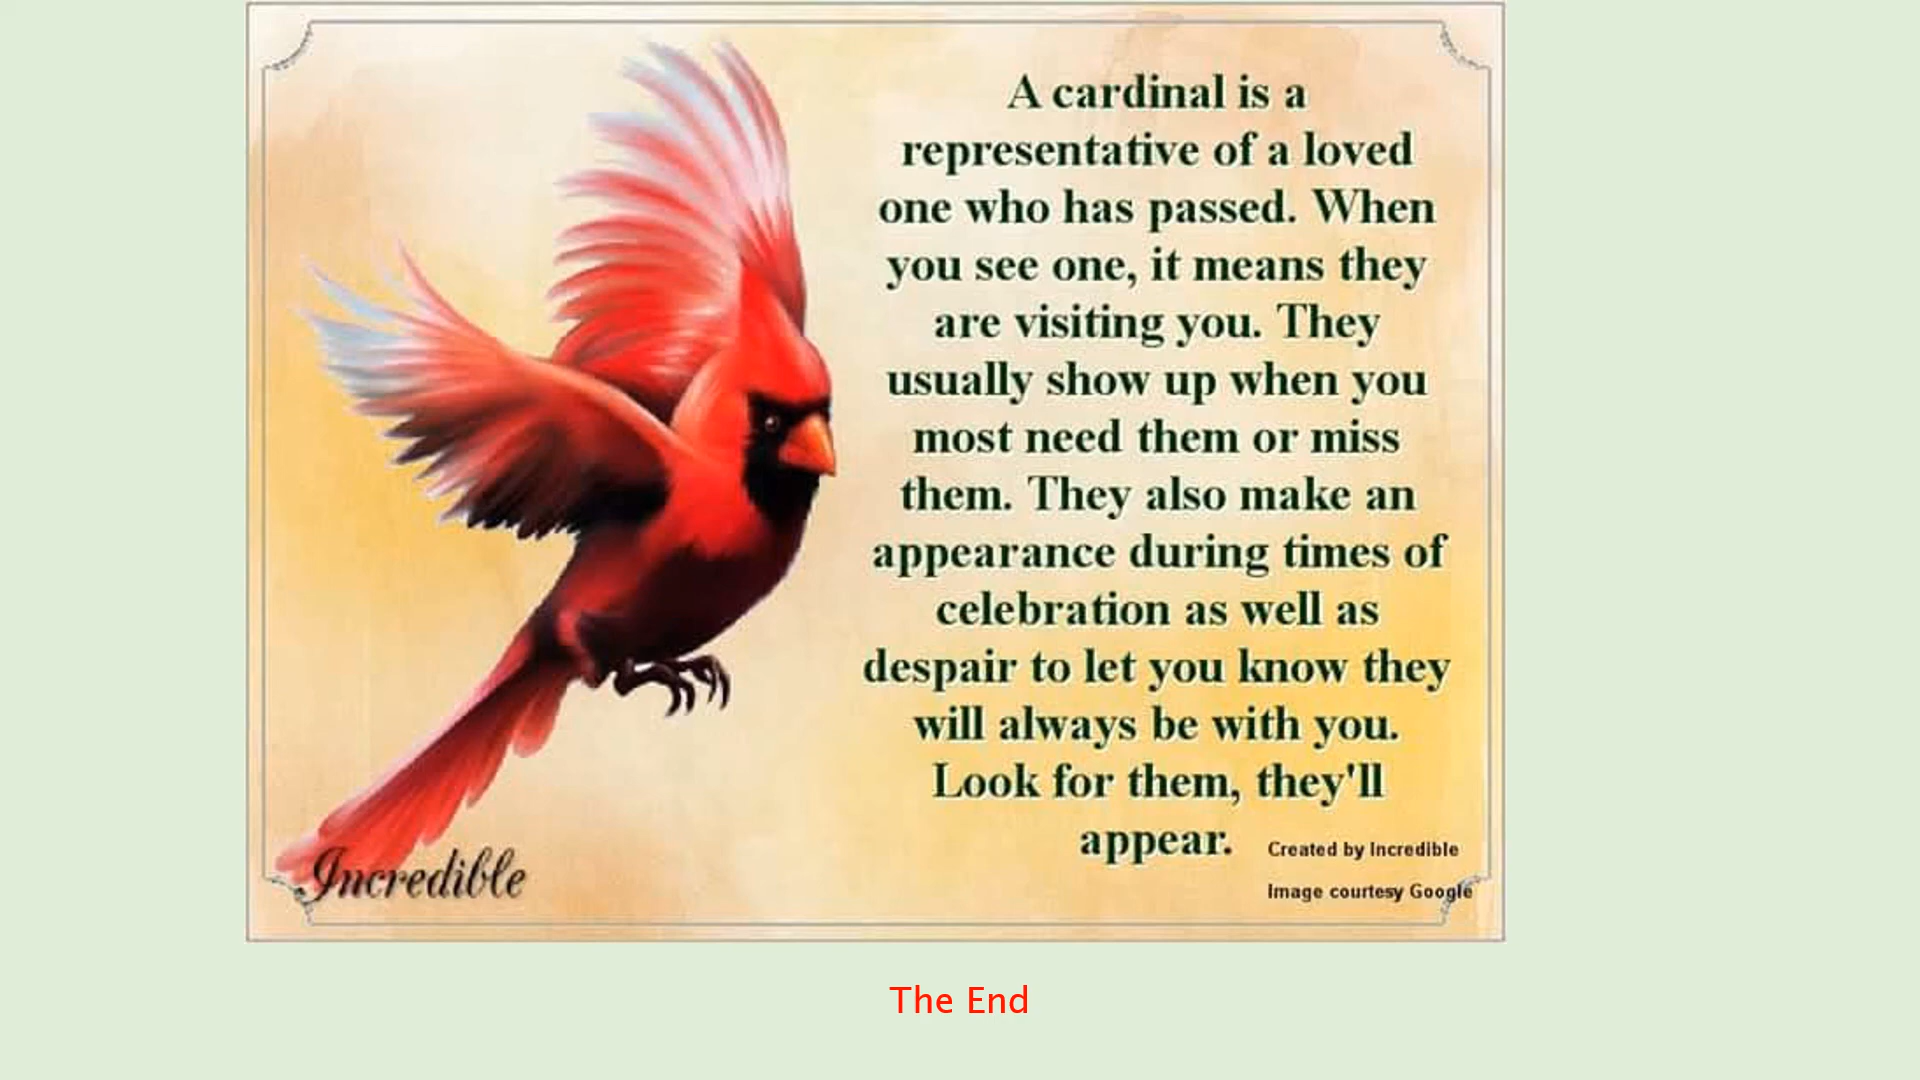 A cardinal is a
representative of a loved
one who has passed. When
you see one, it means they
are visiting you. They
usually show up when you
most need them or miss
them. They also make an
appearance during times of
celebration as well as
despair to let you know they
will always be with you.
Look for them, they'll
appear.
Created by Incredible
Image courtesy Google
Incredible
The End